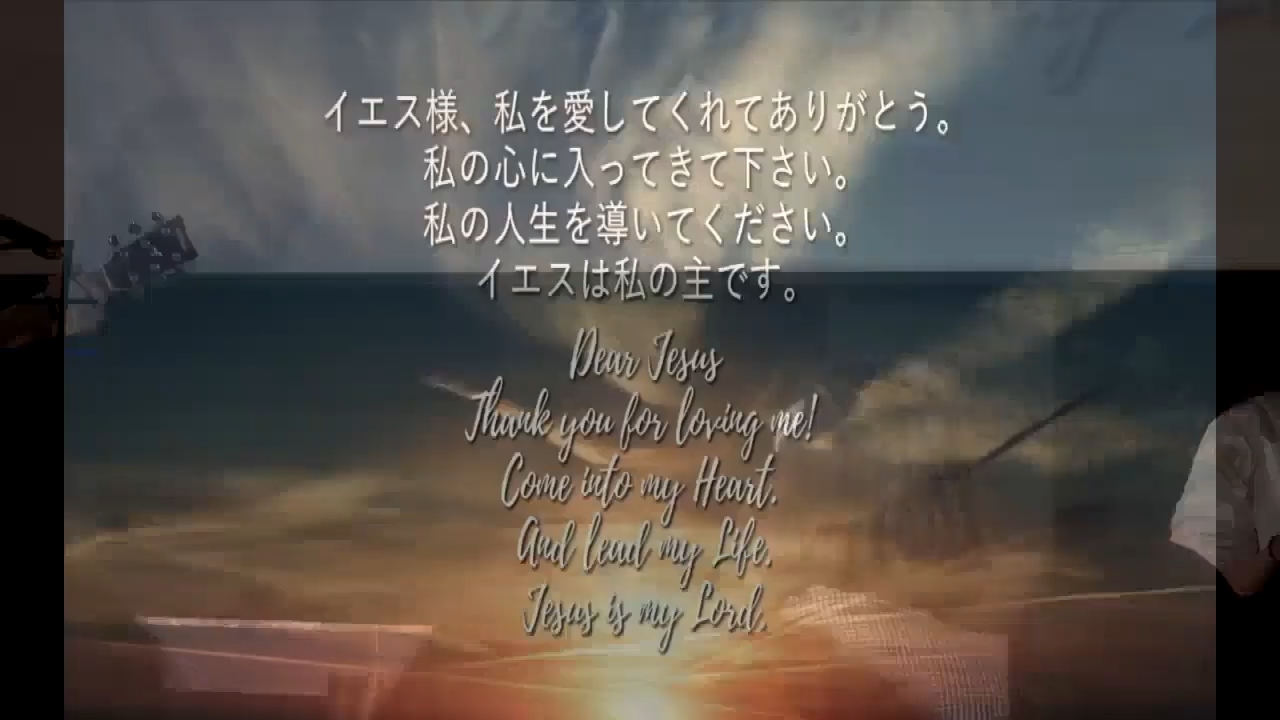 イエス様、私を愛してくれてありがとう。
私の心に入ってきて下さい。
私の人生を導いてください。
イエスは私の主です。
Dear Jesus
Thank you for loving me!
Come into my Heart.
And lead my Life.
Jesus is my Lord.